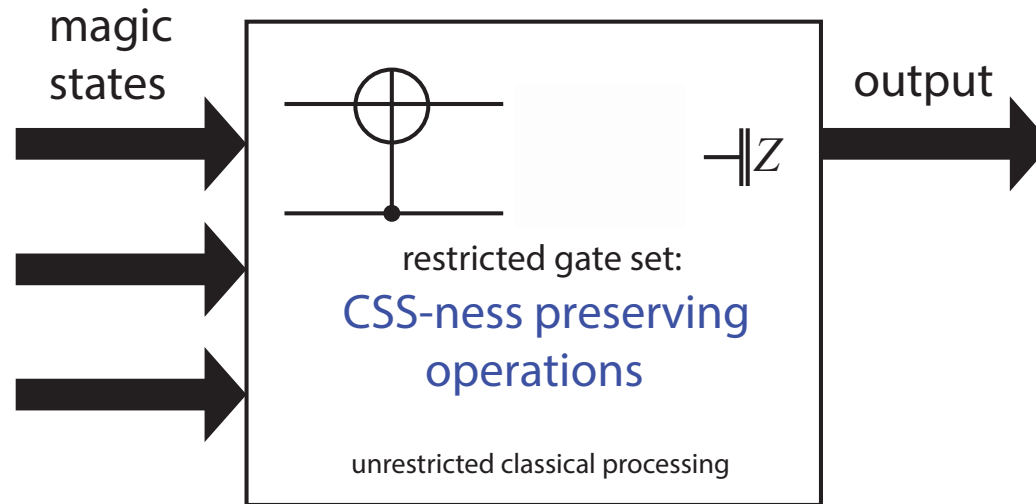 magic
states
output
Z
restricted gate set:
CSS-ness preserving
operations
unrestricted classical processing